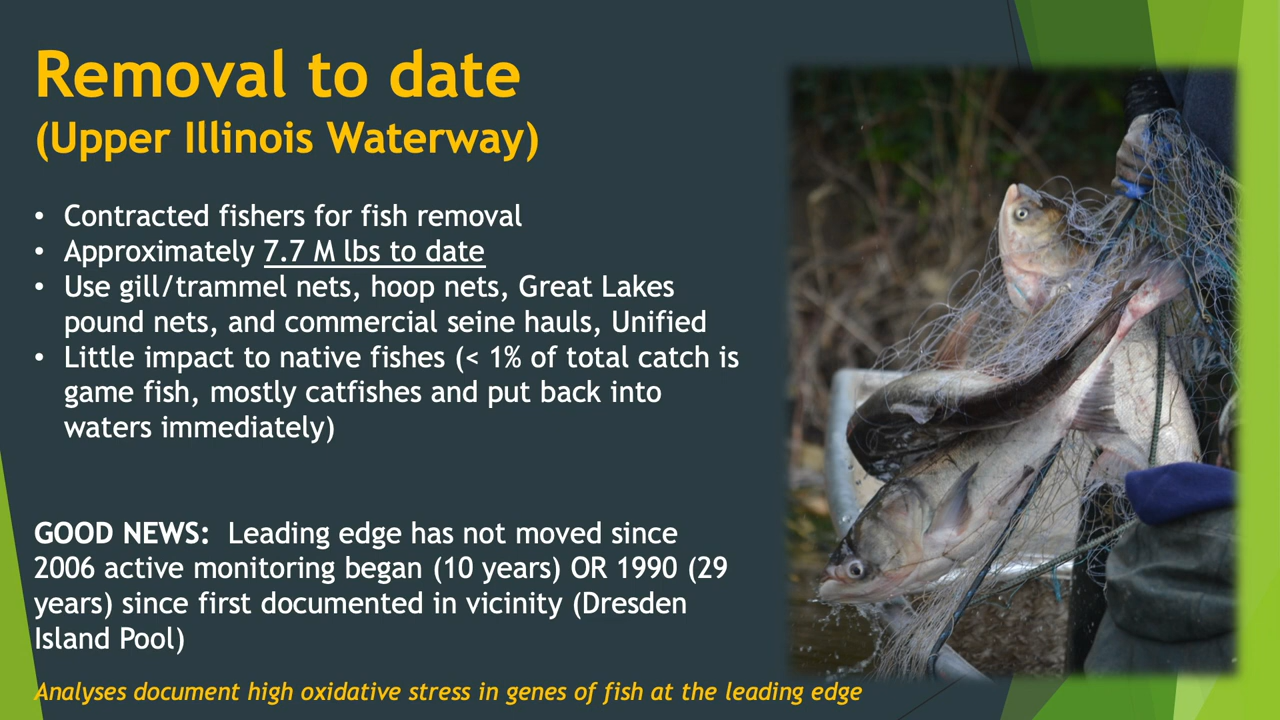 Removal to date
(Upper Illinois Waterway)
• Contracted fishers for fish removal
• Approximately 7.7 M lbs to date
• Use gill/trammel nets, hoop nets, Great Lakes
pound nets, and commercial seine hauls, Unified
• Little impact to native fishes (< 1% of total catch is
game fish, mostly catfishes and put back into
waters immediately)
GOOD NEWS: Leading edge has not moved since
2006 active monitoring began (10 years) OR 1990 (29
years) since first documented in vicinity (Dresden
Island Pool)
Analyses document high oxidative stress in genes of fish at the leading edge